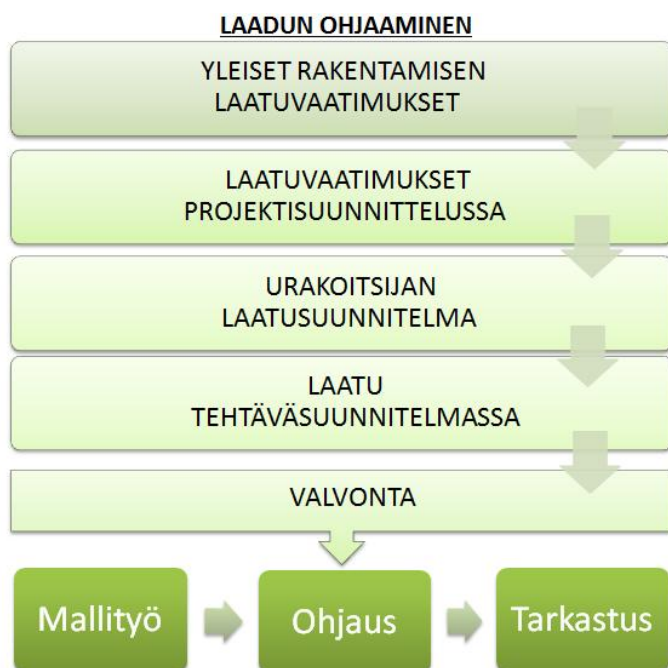 LAADUN OHJAAMINEN
YLEISET RAKENTAMISEN
LAATUVAATIMUKSET
LAATUVAATIMUKSET
PROJEKTISUUNNITTELUSSA
URAKOITSIJAN
LAATUSUUNNITELMA
LAATU
TEHTÄVÄSUUNNITELMASSA
VALVONTA
Mallityö
Ohjaus
Tarkastus